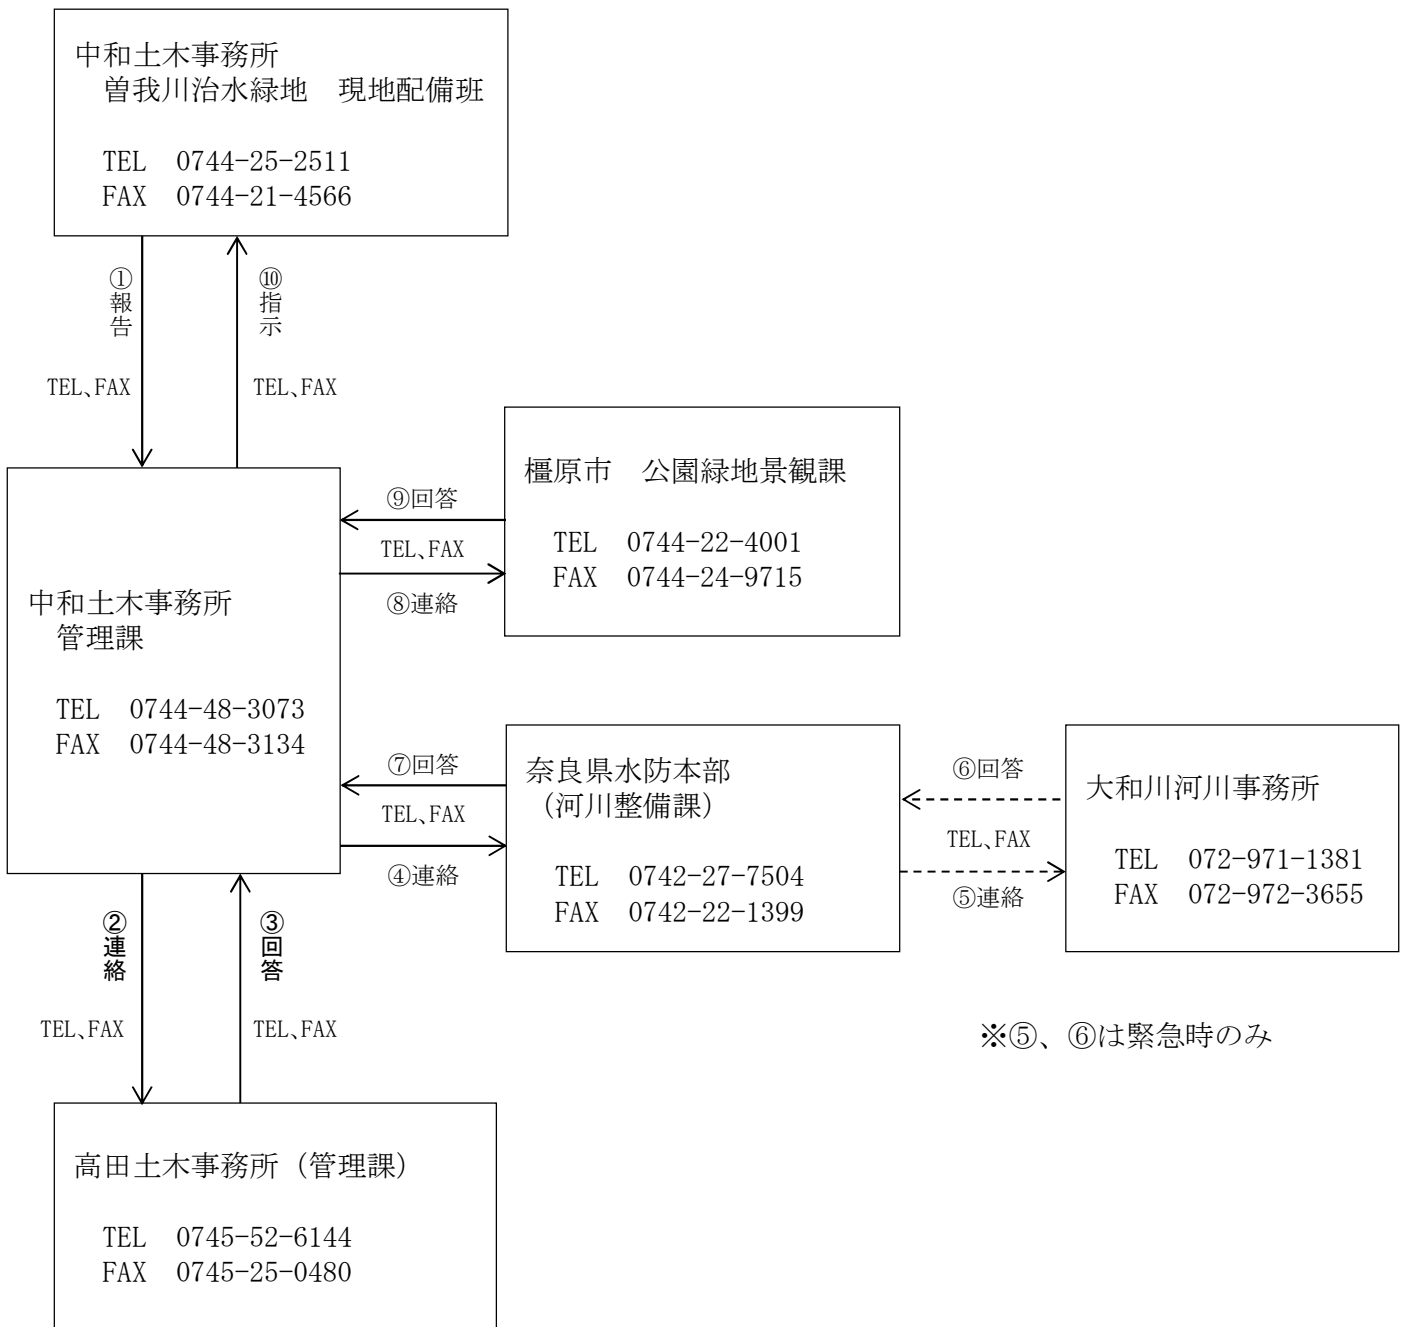 中和土木事務所
曽我川治水緑地　現地配備班
TEL　0744-25-2511
FAX　0744-21-4566
①報告
TEL、FAX
⑩指示
TEL、FAX
橿原市　公園緑地景観課
TEL　0744-22-4001
FAX　0744-24-9715
⑨回答
TEL、FAX
⑧連絡
中和土木事務所
管理課
TEL　0744-48-3073
FAX　0744-48-3134
⑦回答
TEL、FAX
④連絡
奈良県水防本部
（河川整備課）
TEL　0742-27-7504
FAX　0742-22-1399
⑥回答
TEL、FAX
⑤連絡
大和川河川事務所
TEL　072-971-1381
FAX　072-972-3655
②連絡
TEL、FAX
③回答
TEL、FAX
※⑤、⑥は緊急時のみ
高田土木事務所（管理課）
TEL　0745-52-6144
FAX　0745-25-0480